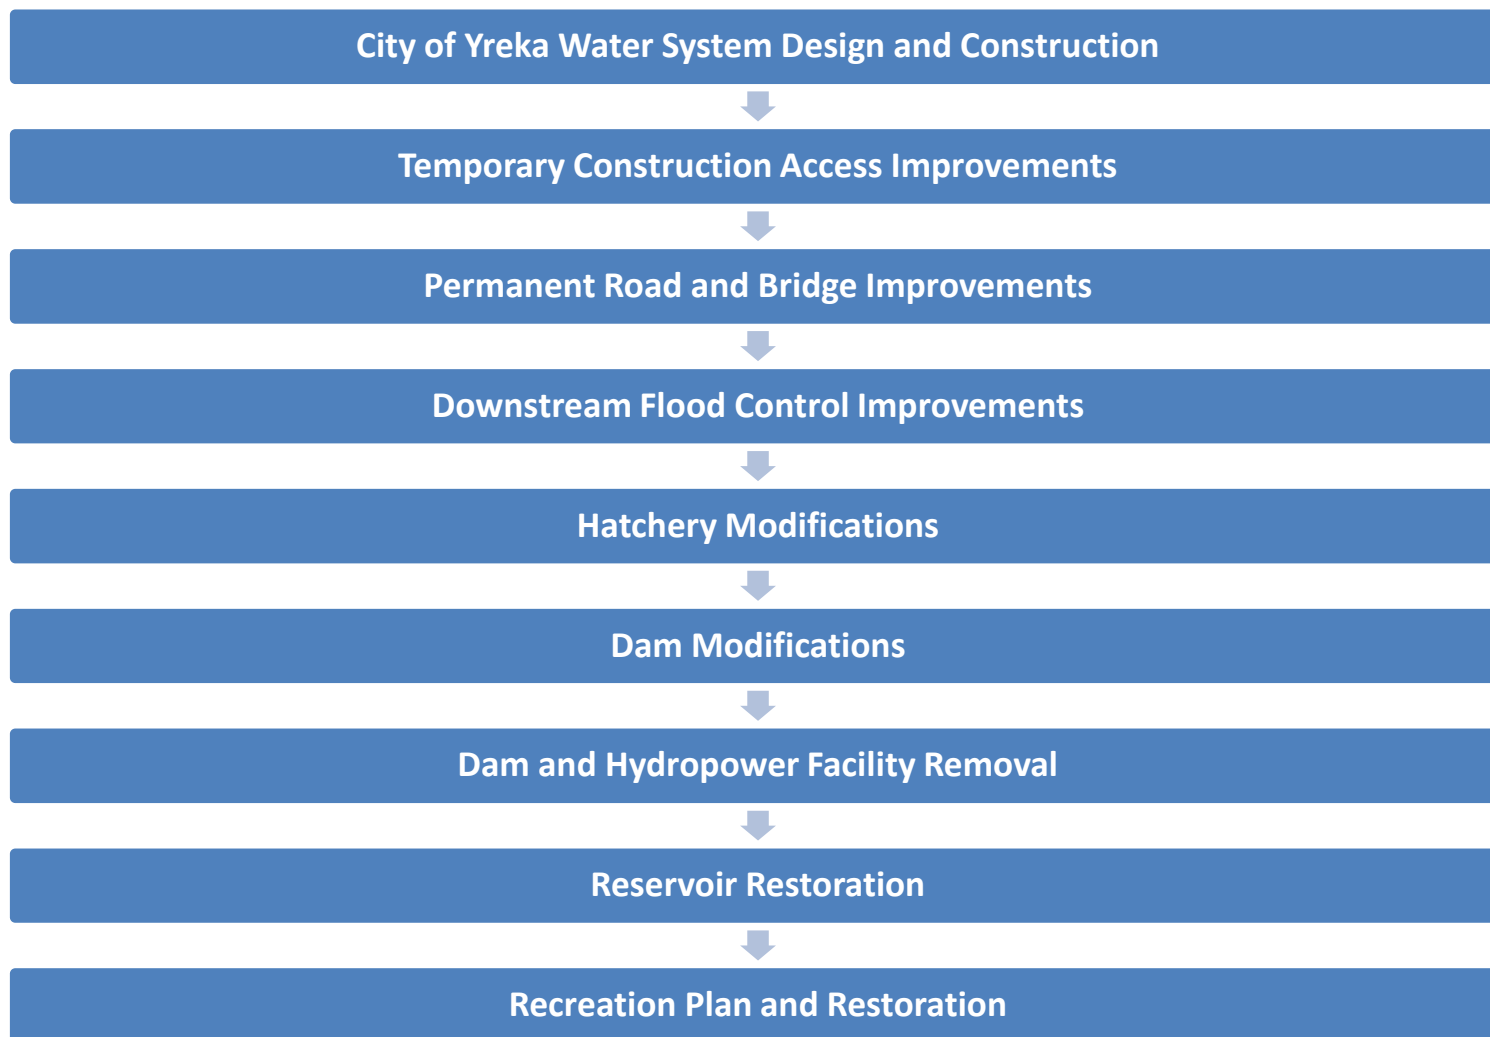 City of Yreka Water System Design and Construction
Temporary Construction Access Improvements
Permanent Road and Bridge Improvements
Downstream Flood Control Improvements
Hatchery Modifications
Dam Modifications
Dam and Hydropower Facility Removal
Reservoir Restoration
Recreation Plan and Restoration